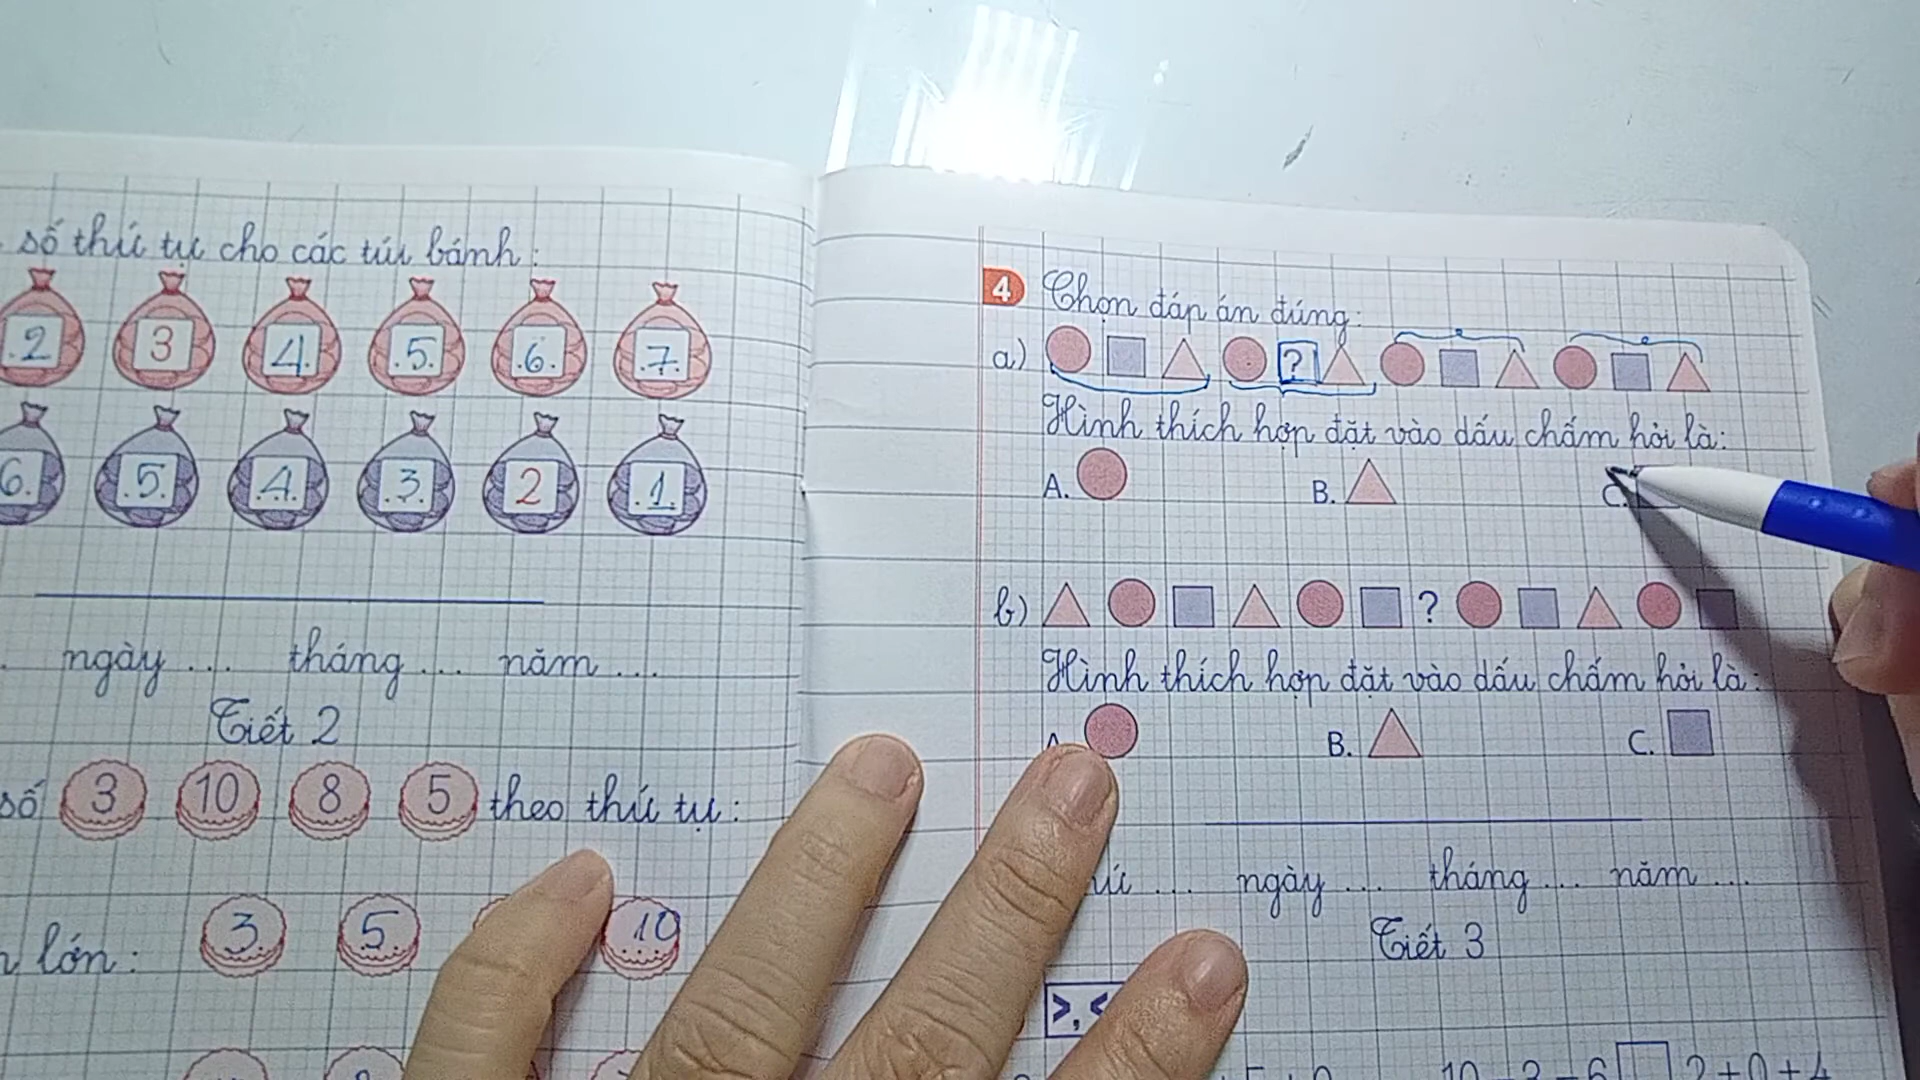 số thứ tự cho các túi bánh:
.2 3 .4. .5. .6. .7.
6. .5. .4. .3. 2 .1.
ngày ... tháng ... năm ...
Tiết 2
số 3 10 8 5 theo thứ tự:
lớn: 3. 5. 10
4 Chọn đáp án đúng:
a) ?
Hình thích hợp đặt vào dấu chấm hỏi là:
A. B. C.
b) ?
Hình thích hợp đặt vào dấu chấm hỏi là:
B. C.
... ngày ... tháng ... năm ...
Tiết 3
>, <